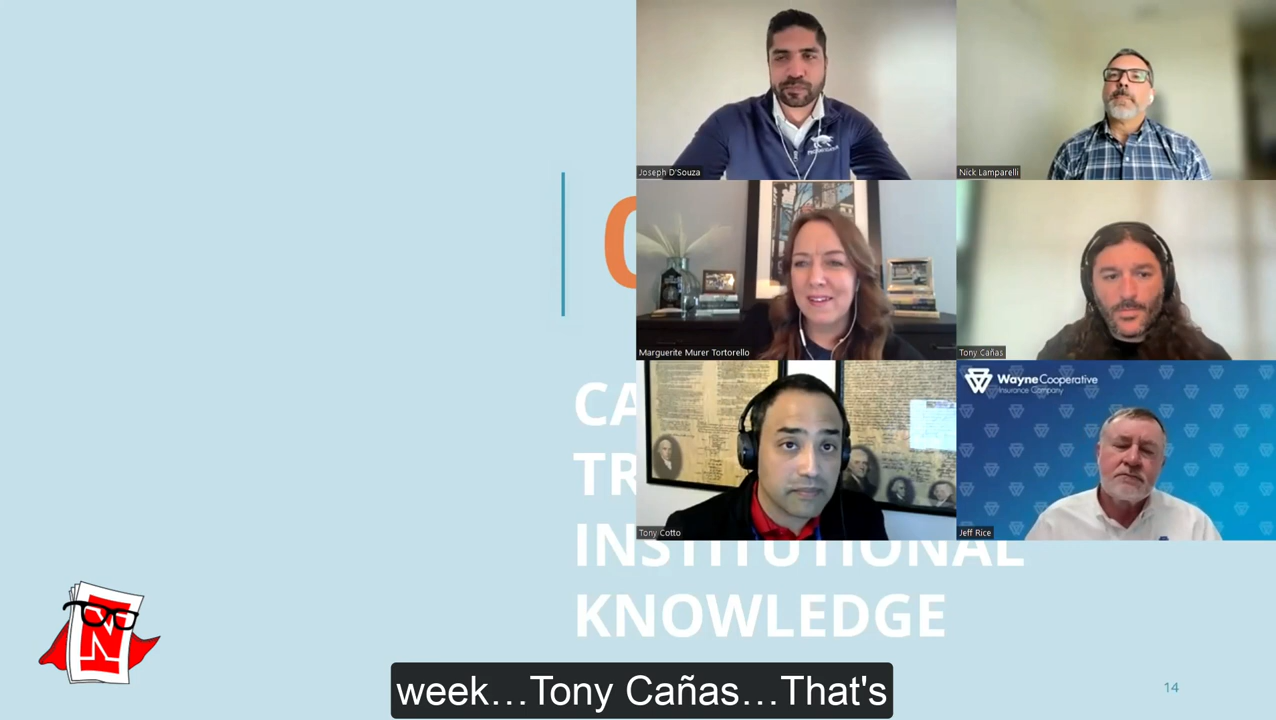 Joseph D'Souza
Nick Lamparelli
Marguerite Murer Tortorello
Tony Cañas
Wayne Cooperative
Insurance Company
Tony Cotto
Jeff Rice
CA
TR
INSTITUTIONAL
KNOWLEDGE
N
week…Tony Cañas…That's
14